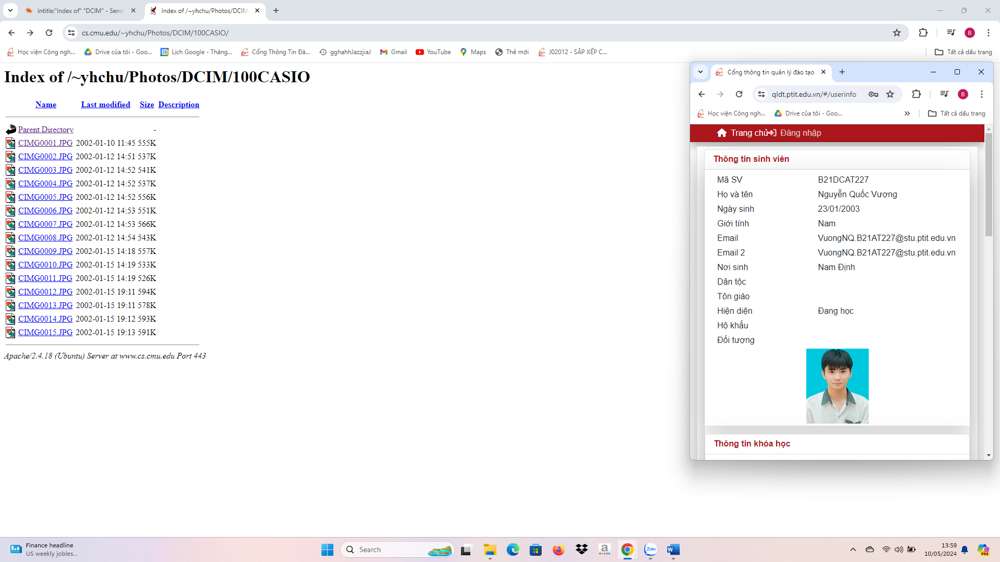 intitle:"Index of" "DCIM" - Sensi
Index of /~yhchu/Photos/DCIM
cs.cmu.edu/~yhchu/Photos/DCIM/100CASIO/
B
Học viện Công ngh...
Drive của tôi - Goo...
28
Lịch Google - Tháng...
Cổng Thông Tin Đà...
gghạhhJazzjiaJ
Gmail
YouTube
Maps
Thẻ mới
J02012 - SẮP XẾP C...
Tất cả dấu trang
Index of /~yhchu/Photos/DCIM/100CASIO
Name Last modified Size Description
Parent Directory -
CIMG0001.JPG 2002-01-10 11:45 555K
CIMG0002.JPG 2002-01-12 14:51 537K
CIMG0003.JPG 2002-01-12 14:52 541K
CIMG0004.JPG 2002-01-12 14:52 537K
CIMG0005.JPG 2002-01-12 14:52 556K
CIMG0006.JPG 2002-01-12 14:53 551K
CIMG0007.JPG 2002-01-12 14:53 566K
CIMG0008.JPG 2002-01-12 14:54 543K
CIMG0009.JPG 2002-01-15 14:18 557K
CIMG0010.JPG 2002-01-15 14:19 533K
CIMG0011.JPG 2002-01-15 14:19 526K
CIMG0012.JPG 2002-01-15 19:11 594K
CIMG0013.JPG 2002-01-15 19:11 578K
CIMG0014.JPG 2002-01-15 19:12 593K
CIMG0015.JPG 2002-01-15 19:13 591K
Apache/2.4.18 (Ubuntu) Server at www.cs.cmu.edu Port 443
Cổng thông tin quản lý đào tạo
qldt.ptit.edu.vn/#/userinfo
B
Học viện Công ngh...
Drive của tôi - Goo...
Tất cả dấu trang
Trang chủ
Đăng nhập
Thông tin sinh viên
Mã SV B21DCAT227
Họ và tên Nguyễn Quốc Vượng
Ngày sinh 23/01/2003
Giới tính Nam
Email VuongNQ.B21AT227@stu.ptit.edu.vn
Email 2 VuongNQ.B21AT227@stu.ptit.edu.vn
Nơi sinh Nam Định
Dân tộc
Tôn giáo
Hiện diện Đang học
Hộ khẩu
Đối tượng
Thông tin khóa học
Finance headline
US weekly jobles...
Search
a
Zalo
W
13:59
10/05/2024
PRE